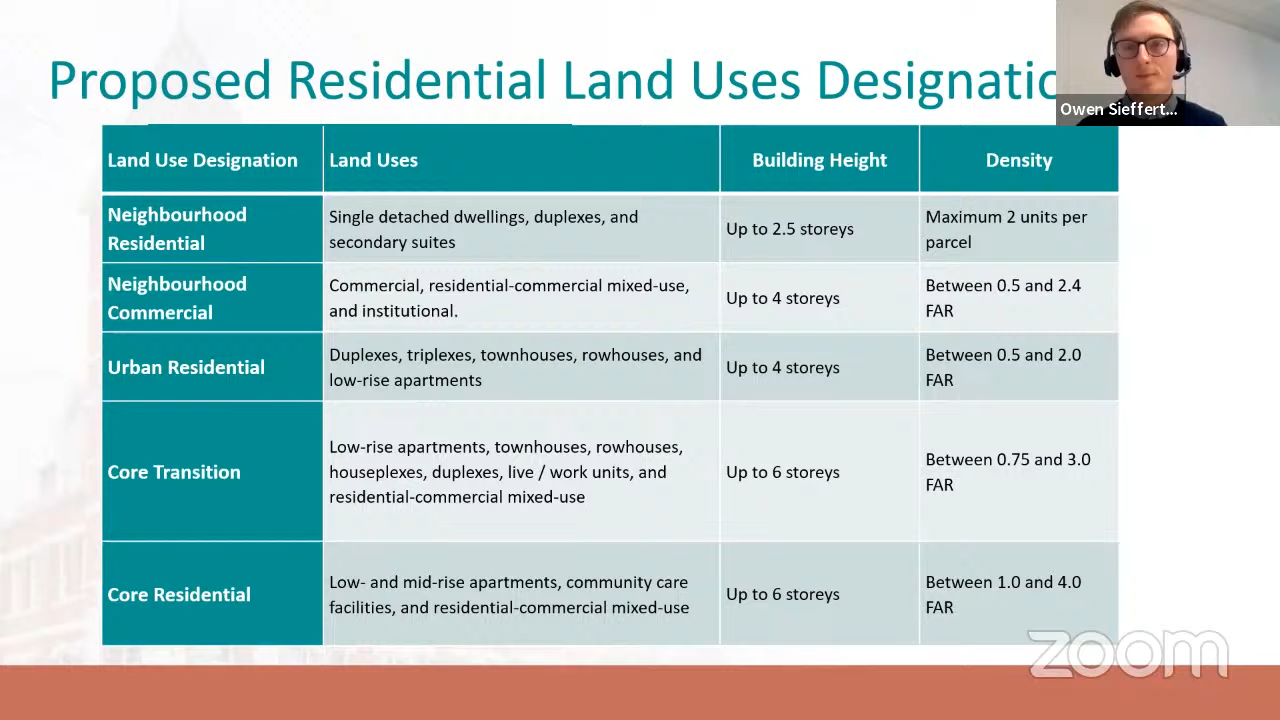 Proposed Residential Land Uses Designatio
Owen Sieffert...
Land Use Designation
Land Uses
Building Height
Density
Neighbourhood
Residential
Single detached dwellings, duplexes, and
secondary suites
Up to 2.5 storeys
Maximum 2 units per
parcel
Neighbourhood
Commercial
Commercial, residential-commercial mixed-use,
and institutional.
Up to 4 storeys
Between 0.5 and 2.4
FAR
Urban Residential
Duplexes, triplexes, townhouses, rowhouses, and
low-rise apartments
Up to 4 storeys
Between 0.5 and 2.0
FAR
Core Transition
Low-rise apartments, townhouses, rowhouses,
houseplexes, duplexes, live / work units, and
residential-commercial mixed-use
Up to 6 storeys
Between 0.75 and 3.0
FAR
Core Residential
Low- and mid-rise apartments, community care
facilities, and residential-commercial mixed-use
Up to 6 storeys
Between 1.0 and 4.0
FAR
zoom